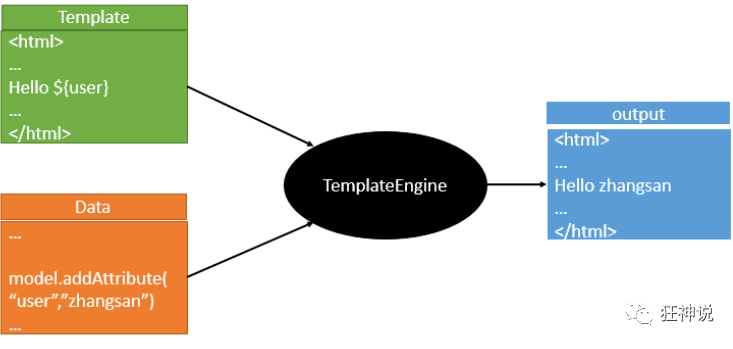 Template
<html>
...
Hello ${user}
...
</html>
Data
...
model.addAttribute(
“user”,”zhangsan”)
...
TemplateEngine
output
<html>
...
Hello zhangsan
...
</html>
狂神说